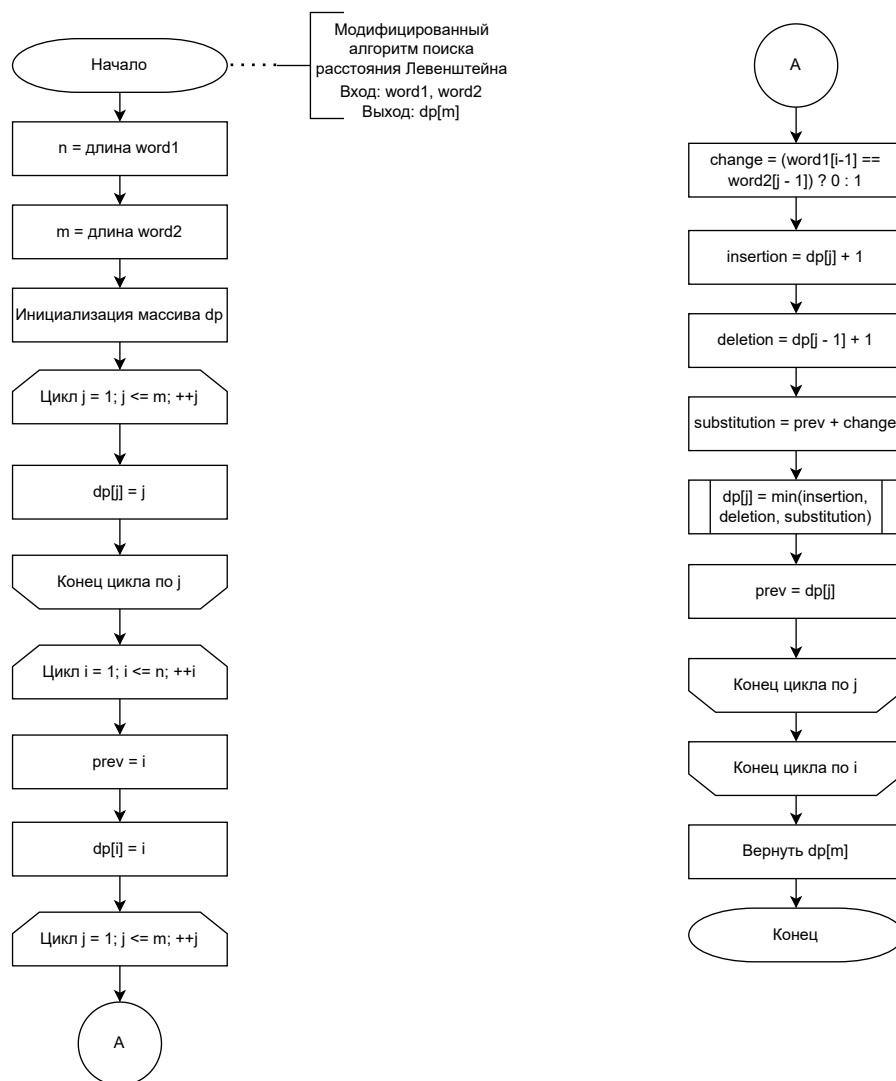 Начало
Модифицированный
алгоритм поиска
расстояния Левенштейна
Вход: word1, word2
Выход: dp[m]
n = длина word1
m = длина word2
Инициализация массива dp
Цикл j = 1; j <= m; ++j
dp[j] = j
Конец цикла по j
Цикл i = 1; i <= n; ++i
prev = i
dp[i] = i
Цикл j = 1; j <= m; ++j
A
A
change = (word1[i-1] ==
word2[j - 1]) ? 0 : 1
insertion = dp[j] + 1
deletion = dp[j - 1] + 1
substitution = prev + change
dp[j] = min(insertion,
deletion, substitution)
prev = dp[j]
Конец цикла по j
Конец цикла по i
Вернуть dp[m]
Конец